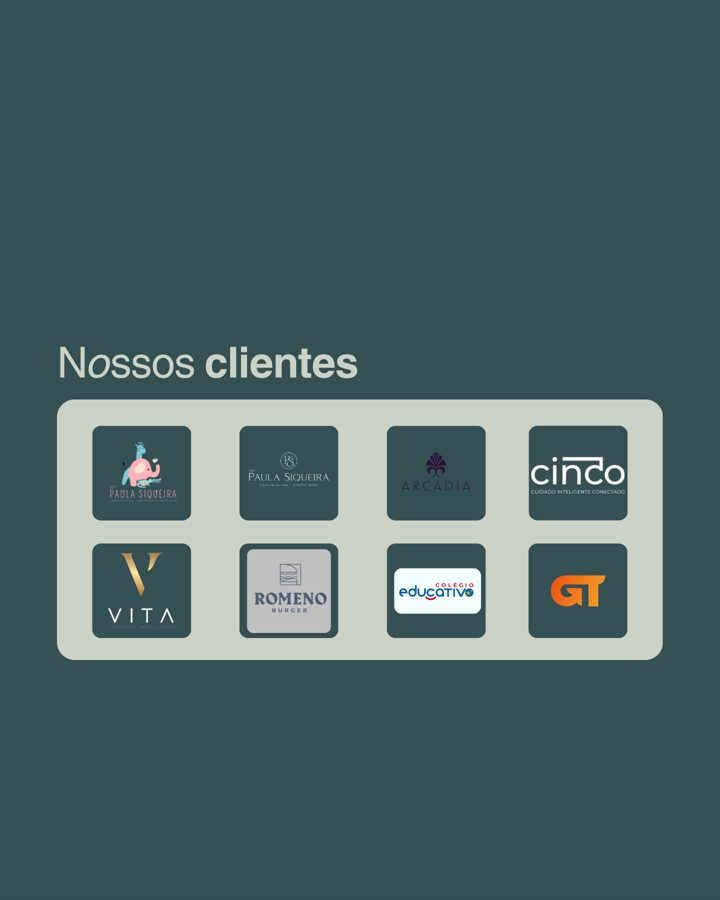 Nossos clientes
PAULA SIQUEIRA
PAULA SIQUEIRA
ARCÁDIA
cinco
CUIDADO INTELIGENTE CONECTADO
VITA
ROMENO
BURGER
COLÉGIO
educativo
GT